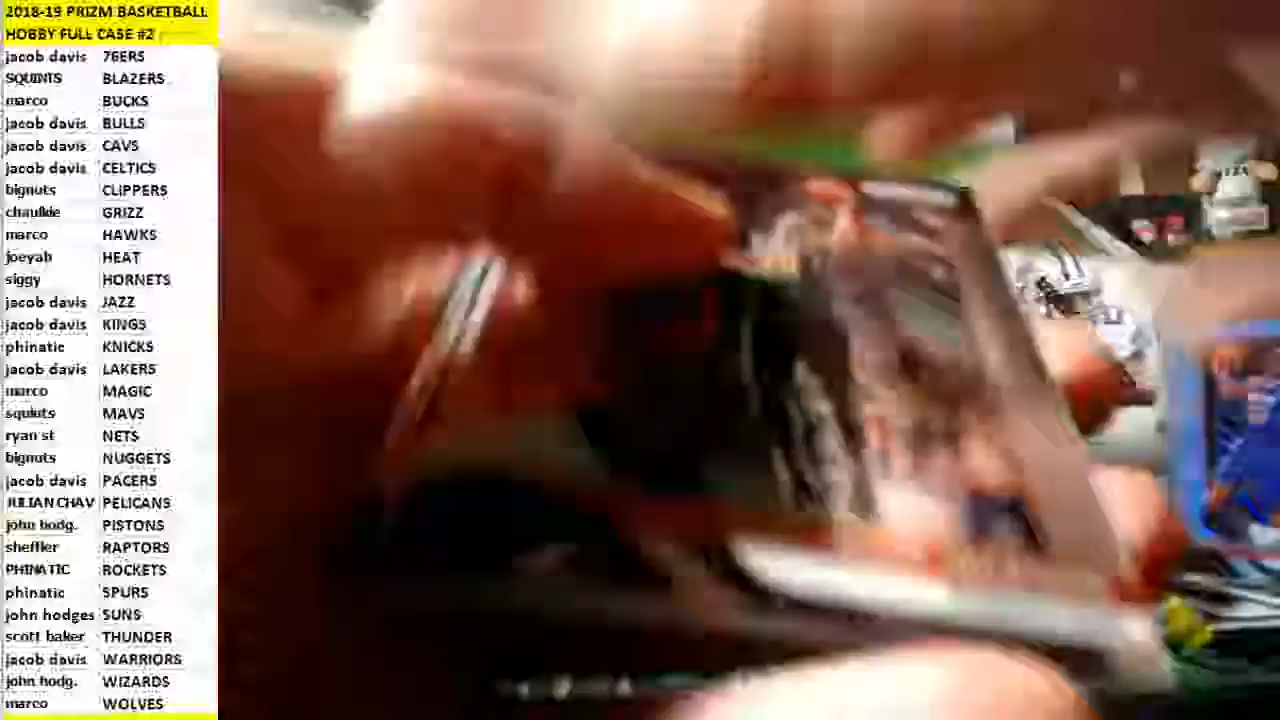 2018-19 PRIZM BASKETBALL
HOBBY FULL CASE #2
jacob davis 76ERS
SQUINTS BLAZERS
marco BUCKS
jacob davis BULLS
jacob davis CAVS
jacob davis CELTICS
bignuts CLIPPERS
chaulkie GRIZZ
marco HAWKS
joeyah HEAT
siggy HORNETS
jacob davis JAZZ
jacob davis KINGS
phinatic KNICKS
jacob davis LAKERS
marco MAGIC
squints MAVS
ryan st NETS
bignuts NUGGETS
jacob davis PACERS
JULIAN CHAV PELICANS
john hodg. PISTONS
sheffler RAPTORS
PHINATIC ROCKETS
phinatic SPURS
john hodges SUNS
scott baker THUNDER
jacob davis WARRIORS
john hodg. WIZARDS
marco WOLVES